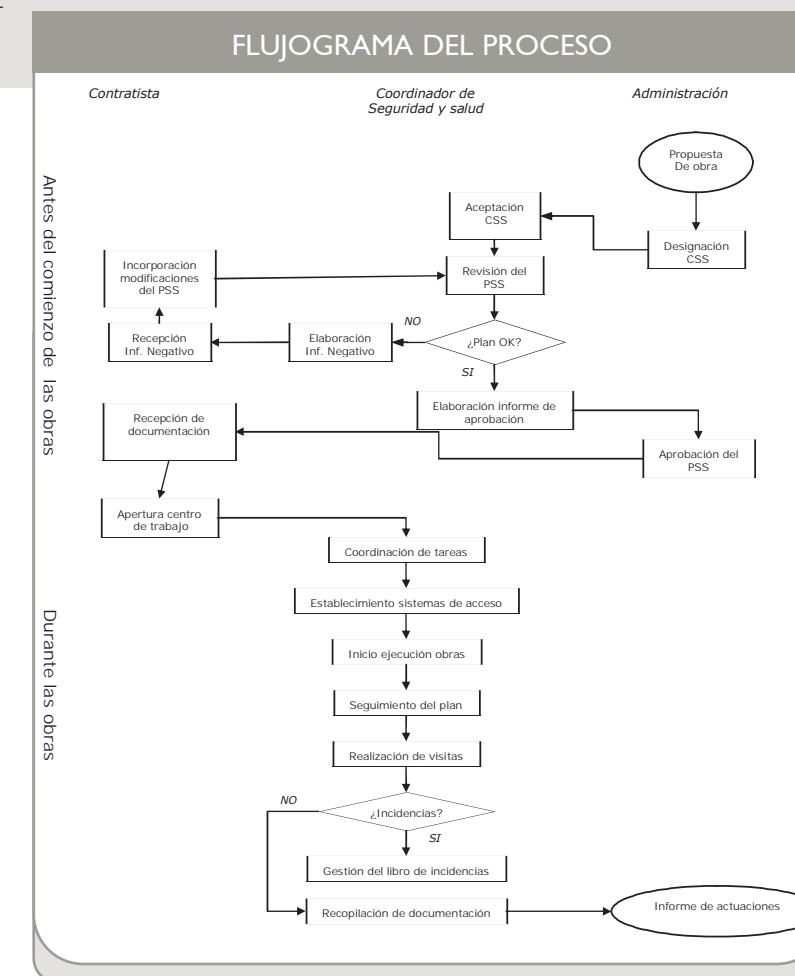 FLUJOGRAMA DEL PROCESO
Contratista
Coordinador de
Seguridad y salud
Administración
Antes del comienzo de las obras
Propuesta
De obra
Aceptación
CSS
Designación
CSS
Incorporación
modificaciones
del PSS
Revisión del
PSS
NO
Recepción
Inf. Negativo
Elaboración
Inf. Negativo
¿Plan OK?
SI
Elaboración informe de
aprobación
Recepción de
documentación
Aprobación del
PSS
Apertura centro
de trabajo
Coordinación de tareas
Durante las obras
Establecimiento sistemas de acceso
Inicio ejecución obras
Seguimiento del plan
Realización de visitas
NO
¿Incidencias?
SI
Gestión del libro de incidencias
Recopilación de documentación
Informe de actuaciones